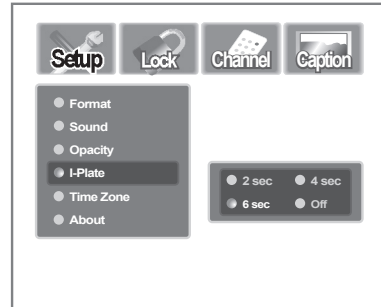 Setup Lock Channel Caption
Format
Sound
Opacity
I-Plate
Time Zone
About
2 sec 4 sec
6 sec Off